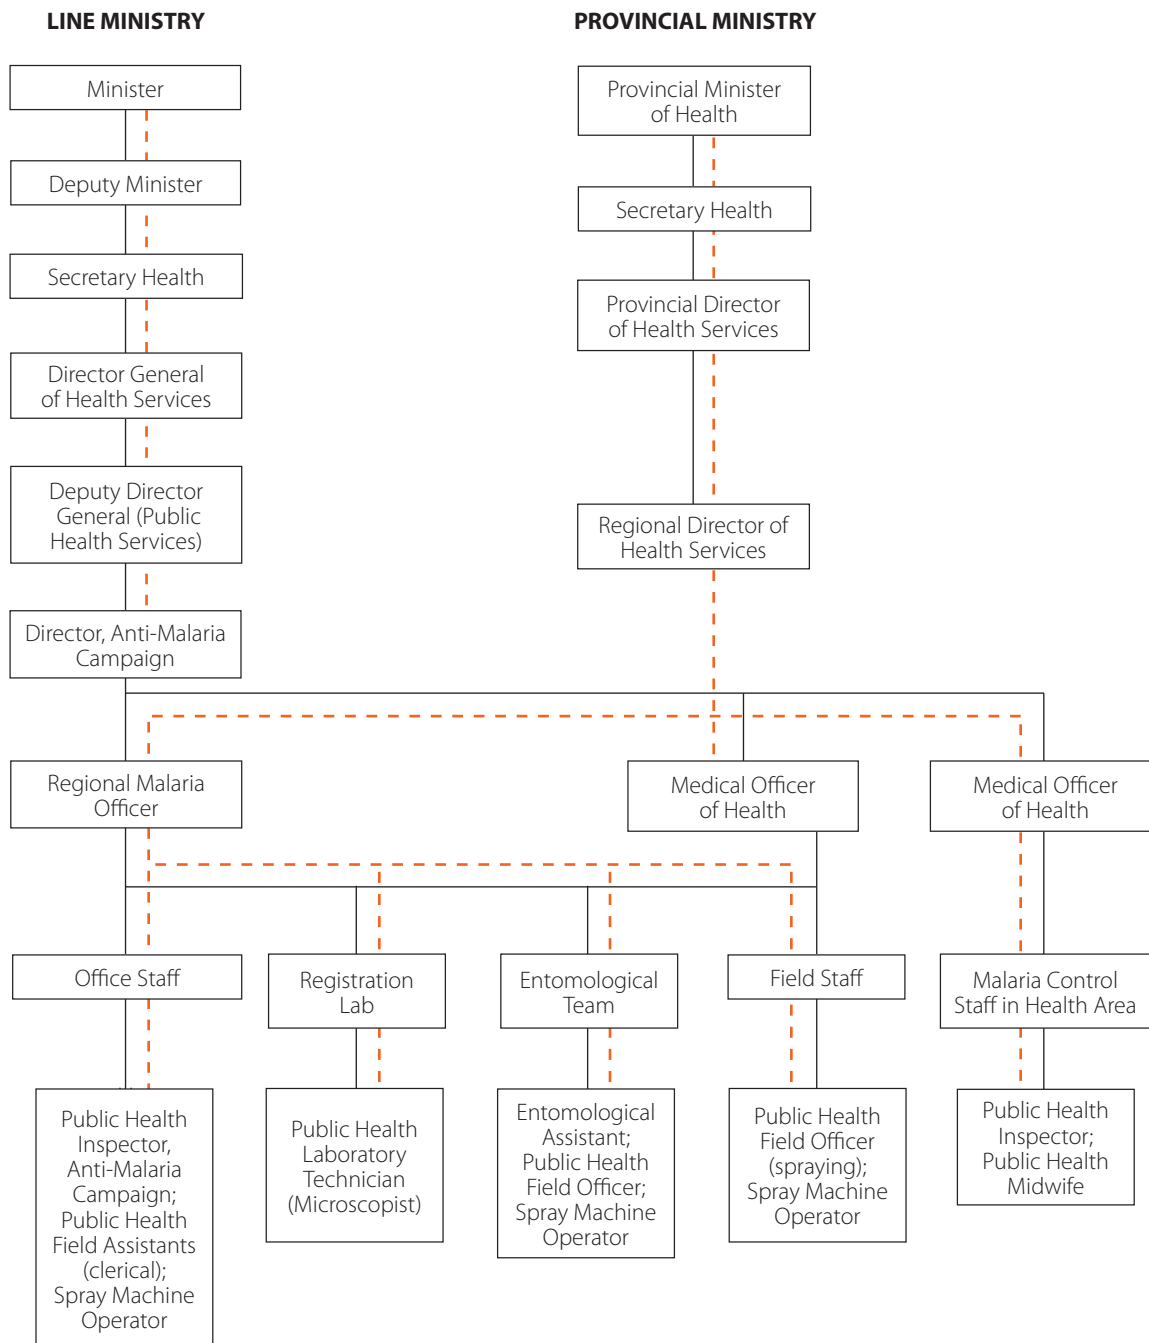 LINE MINISTRY
PROVINCIAL MINISTRY
Minister
Provincial Minister
of Health
Deputy Minister
Secretary Health
Secretary Health
Provincial Director
of Health Services
Director General
of Health Services
Deputy Director
General (Public
Health Services)
Regional Director of
Health Services
Director, Anti-Malaria
Campaign
Regional Malaria
Officer
Medical Officer
of Health
Medical Officer
of Health
Office Staff
Registration
Lab
Entomological
Team
Field Staff
Malaria Control
Staff in Health Area
Public Health
Inspector,
Anti-Malaria
Campaign;
Public Health
Field Assistants
(clerical);
Spray Machine
Operator
Public Health
Laboratory
Technician
(Microscopist)
Entomological
Assistant;
Public Health
Field Officer;
Spray Machine
Operator
Public Health
Field Officer
(spraying);
Spray Machine
Operator
Public Health
Inspector;
Public Health
Midwife